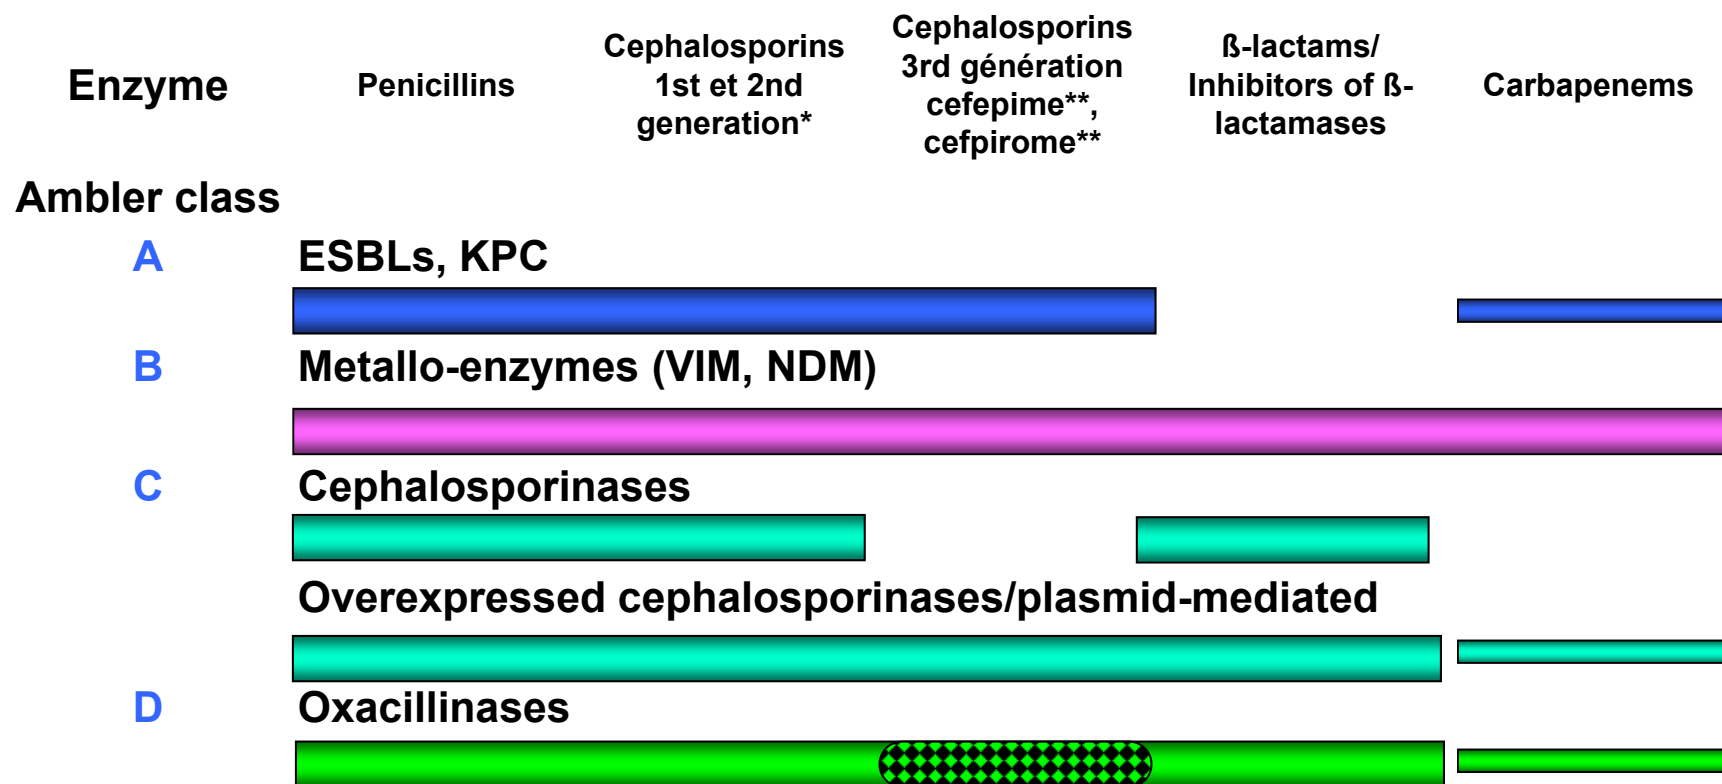 Enzyme
Penicillins
Cephalosporins
1st et 2nd
generation*
Cephalosporins
3rd génération
cefepime**,
cefpirome**
ß-lactams/
Inhibitors of ß-
lactamases
Carbapenems
Ambler class
A
ESBLs, KPC
B
Metallo-enzymes (VIM, NDM)
C
Cephalosporinases
Overexpressed cephalosporinases/plasmid-mediated
D
Oxacillinases